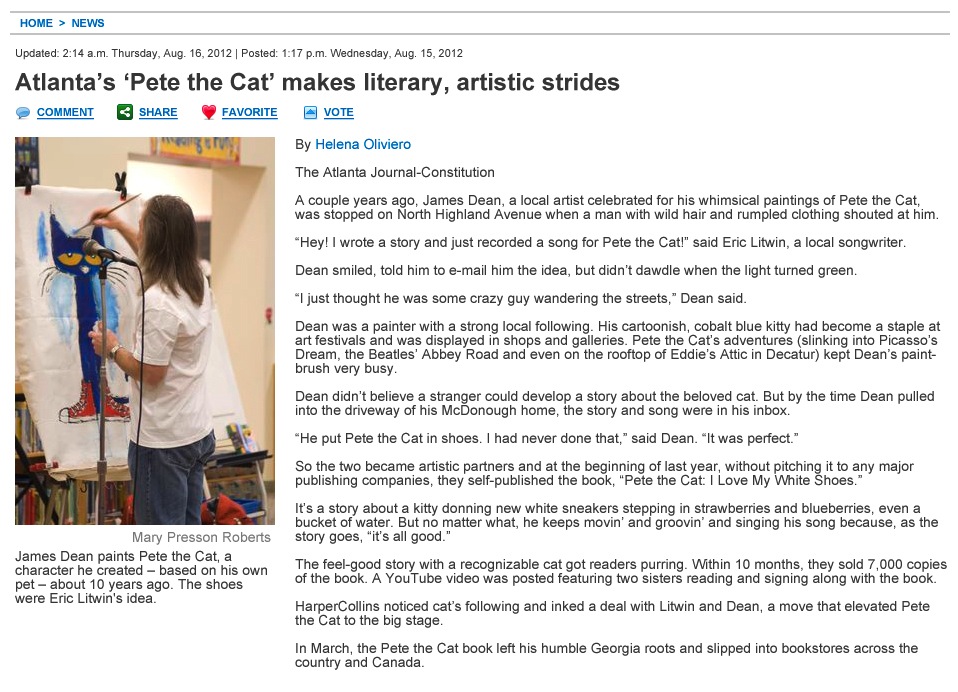 HOME > NEWS
Updated: 2:14 a.m. Thursday, Aug. 16, 2012 | Posted: 1:17 p.m. Wednesday, Aug. 15, 2012
Atlanta’s ‘Pete the Cat’ makes literary, artistic strides
COMMENT SHARE FAVORITE VOTE
By Helena Oliviero
The Atlanta Journal-Constitution
A couple years ago, James Dean, a local artist celebrated for his whimsical paintings of Pete the Cat,
was stopped on North Highland Avenue when a man with wild hair and rumpled clothing shouted at him.
“Hey! I wrote a story and just recorded a song for Pete the Cat!” said Eric Litwin, a local songwriter.
Dean smiled, told him to e-mail him the idea, but didn’t dawdle when the light turned green.
“I just thought he was some crazy guy wandering the streets,” Dean said.
Dean was a painter with a strong local following. His cartoonish, cobalt blue kitty had become a staple at
art festivals and was displayed in shops and galleries. Pete the Cat’s adventures (slinking into Picasso’s
Dream, the Beatles’ Abbey Road and even on the rooftop of Eddie’s Attic in Decatur) kept Dean’s paint-
brush very busy.
Dean didn’t believe a stranger could develop a story about the beloved cat. But by the time Dean pulled
into the driveway of his McDonough home, the story and song were in his inbox.
“He put Pete the Cat in shoes. I had never done that,” said Dean. “It was perfect.”
So the two became artistic partners and at the beginning of last year, without pitching it to any major
publishing companies, they self-published the book, “Pete the Cat: I Love My White Shoes.”
It’s a story about a kitty donning new white sneakers stepping in strawberries and blueberries, even a
bucket of water. But no matter what, he keeps movin’ and groovin’ and singing his song because, as the
story goes, “it’s all good.”
The feel-good story with a recognizable cat got readers purring. Within 10 months, they sold 7,000 copies
of the book. A YouTube video was posted featuring two sisters reading and signing along with the book.
HarperCollins noticed cat’s following and inked a deal with Litwin and Dean, a move that elevated Pete
the Cat to the big stage.
In March, the Pete the Cat book left his humble Georgia roots and slipped into bookstores across the
country and Canada.
Mary Presson Roberts
James Dean paints Pete the Cat, a
character he created – based on his own
pet – about 10 years ago. The shoes
were Eric Litwin’s idea.